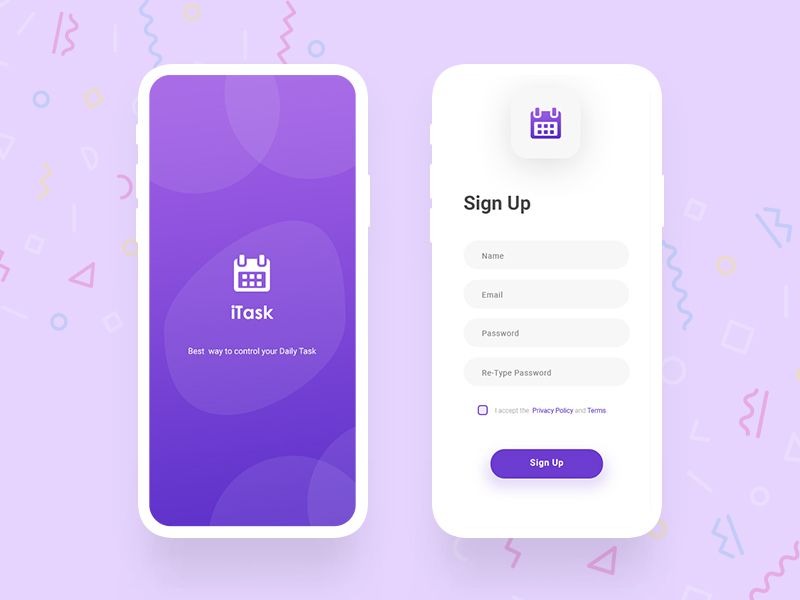 iTask
Best way to control your Daily Task
Sign Up
Name
Email
Password
Re-Type Password
I accept the Privacy Policy and Terms
Sign Up